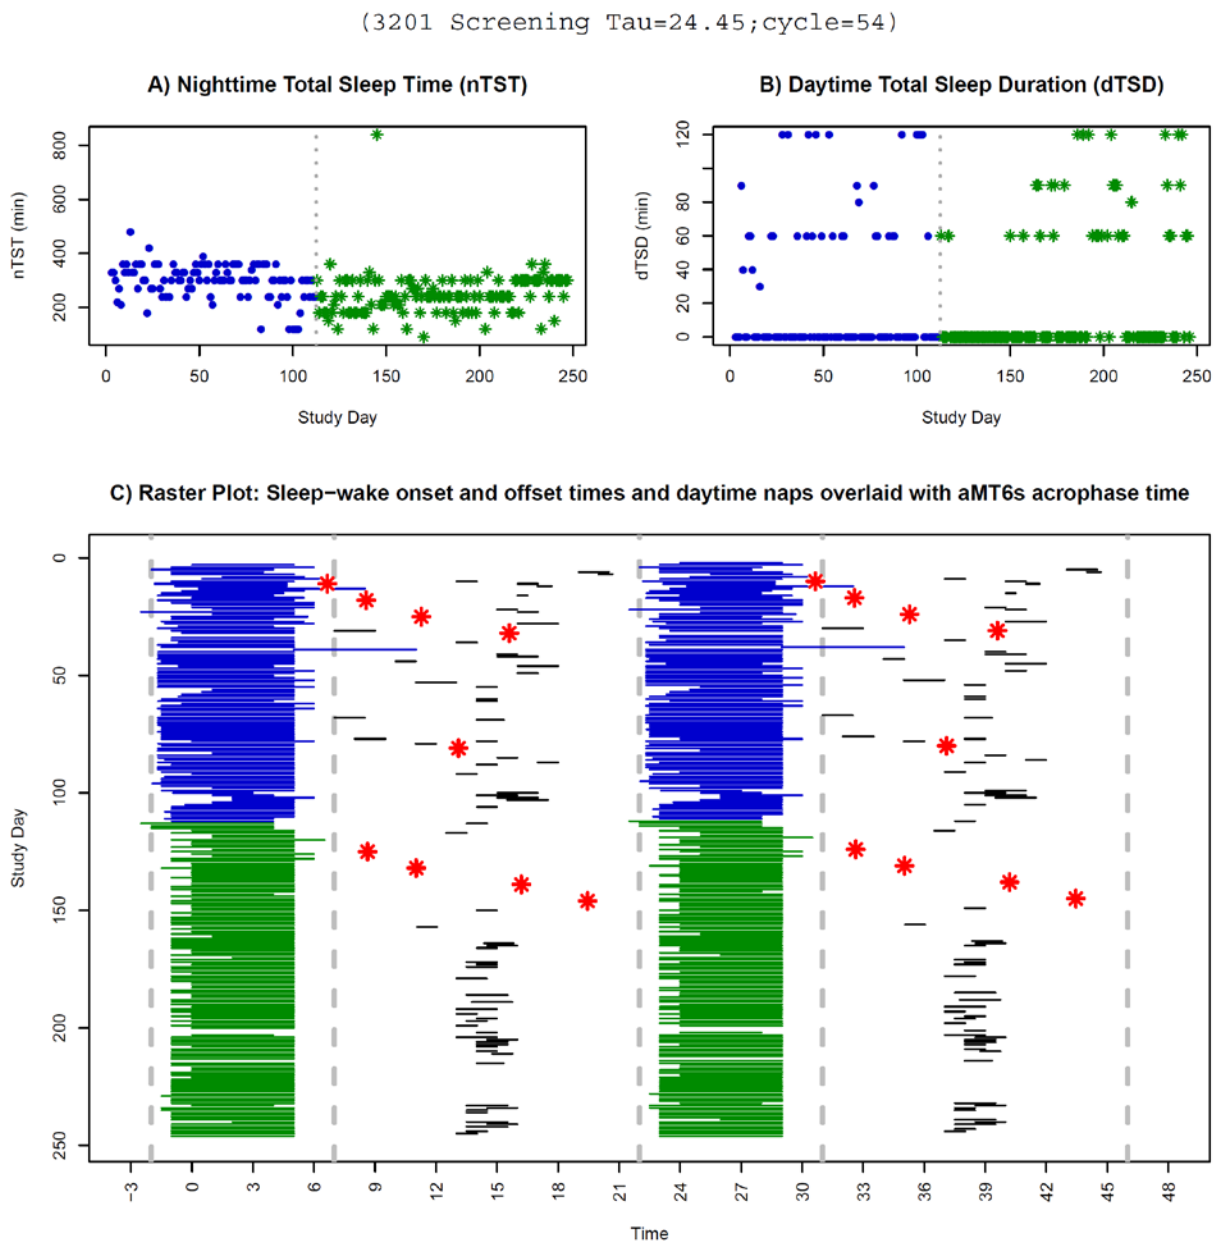 (3201 Screening Tau=24.45;cycle=54)
A) Nighttime Total Sleep Time (nTST)
B) Daytime Total Sleep Duration (dTSD)
nTST (min)
800
600
400
200
0 50 100 150 200 250
Study Day
dTSD (min)
120
80
60
40
20
0
0 50 100 150 200 250
Study Day
C) Raster Plot: Sleep−wake onset and offset times and daytime naps overlaid with aMT6s acrophase time
Study Day
0
50
100
150
200
250
−3 0 3 6 9 12 15 18 21 24 27 30 33 36 39 42 45 48
Time